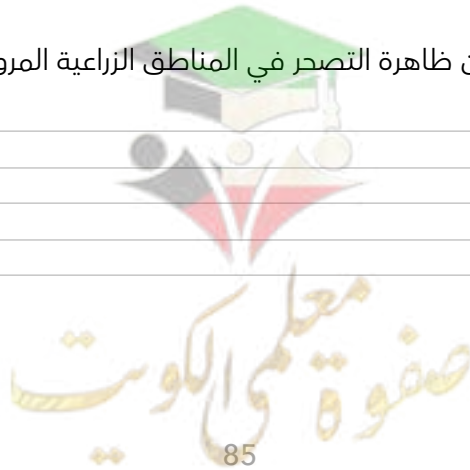 ن ظاهرة التصحر في المناطق الزراعية المرو
صفوة معلمي الكويت
85